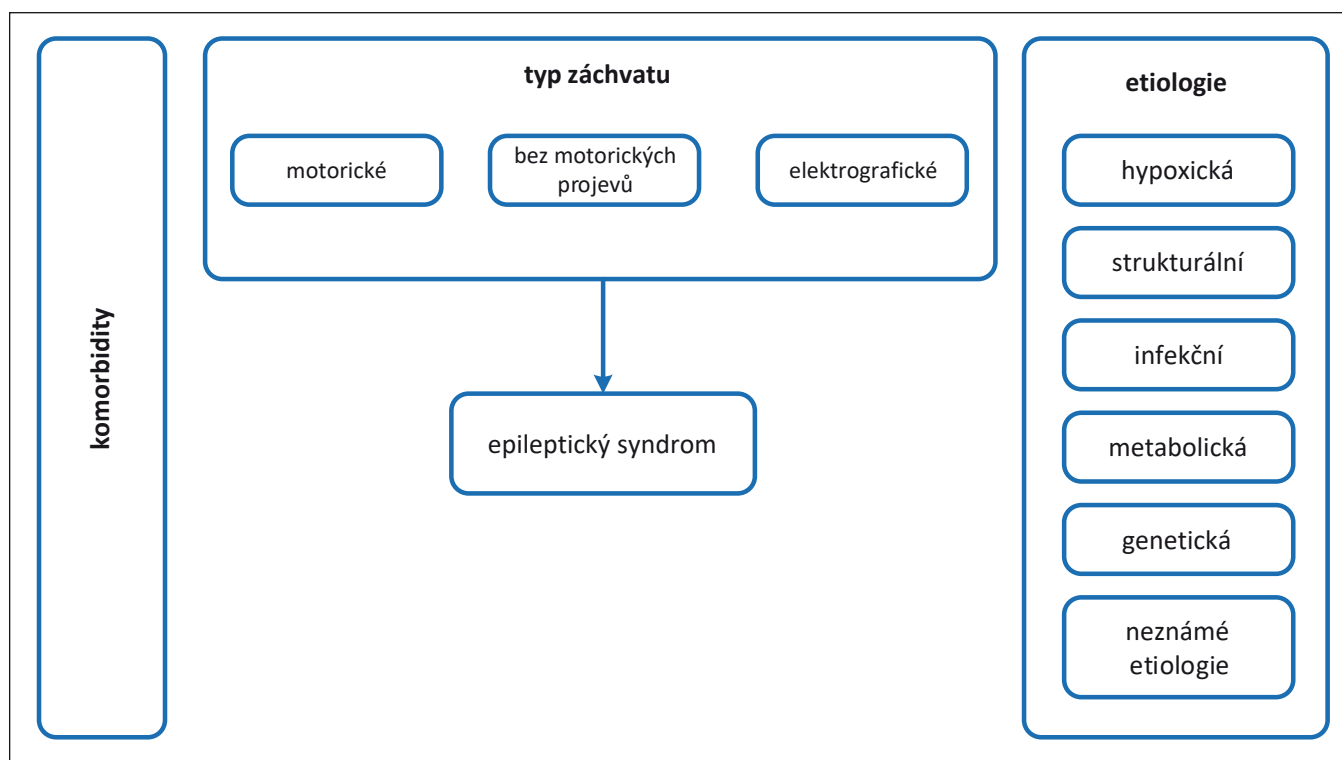 komorbidity
typ záchvatu
motorické
bez motorických
projevů
elektrografické
epileptický syndrom
etiologie
hypoxická
strukturální
infekční
metabolická
genetická
neznámé
etiologie